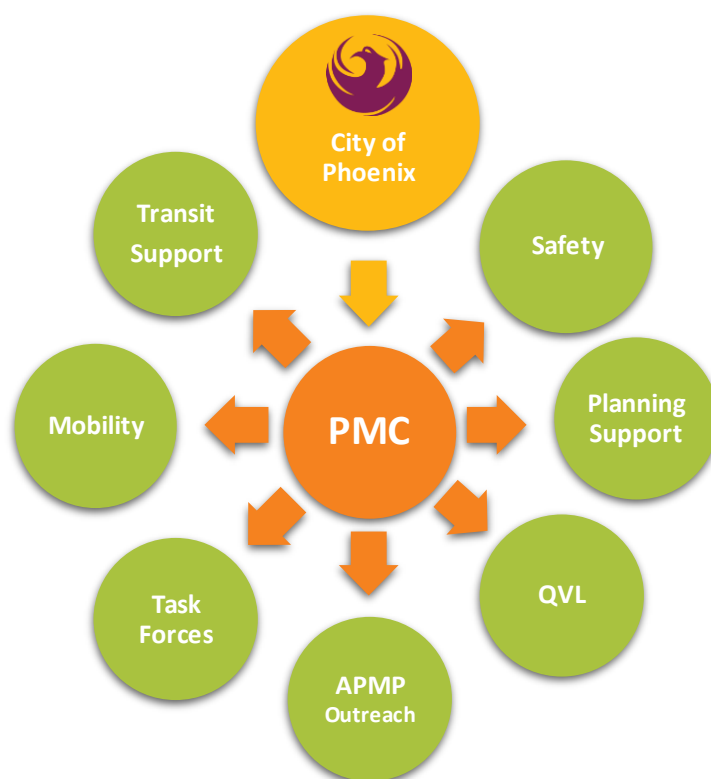 City of
Phoenix
Transit
Support
Safety
Mobility
PMC
Planning
Support
Task
Forces
QVL
APMP
Outreach